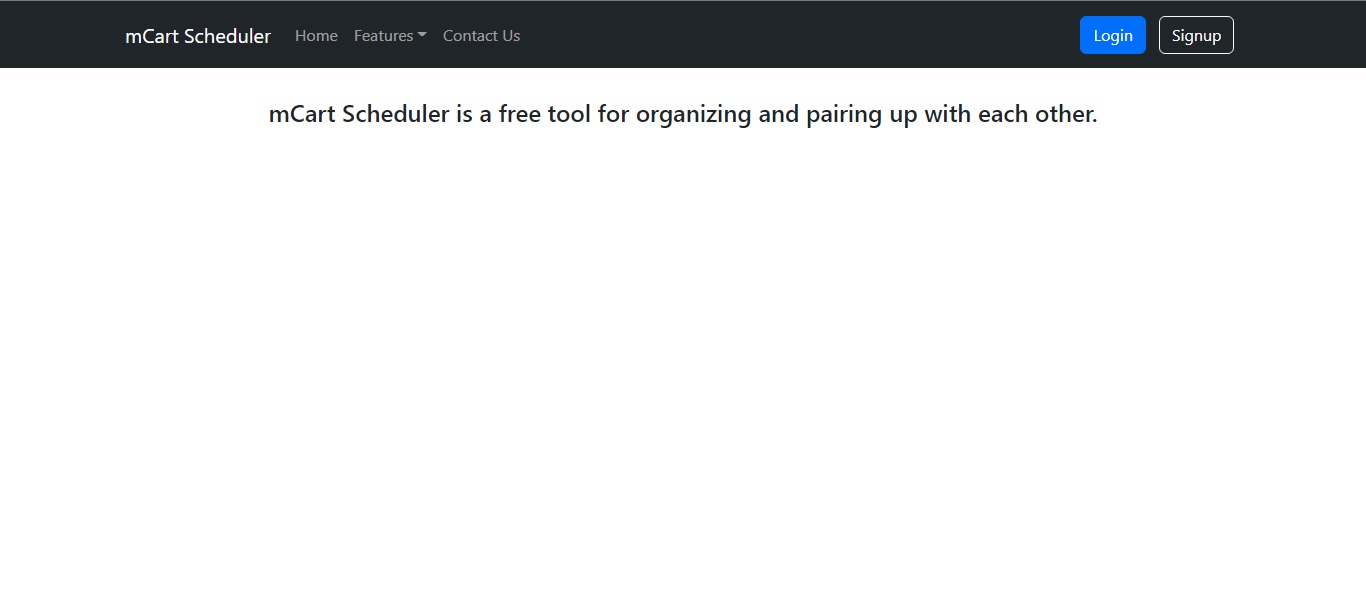 mCart Scheduler Home Features Contact Us Login Signup
mCart Scheduler is a free tool for organizing and pairing up with each other.